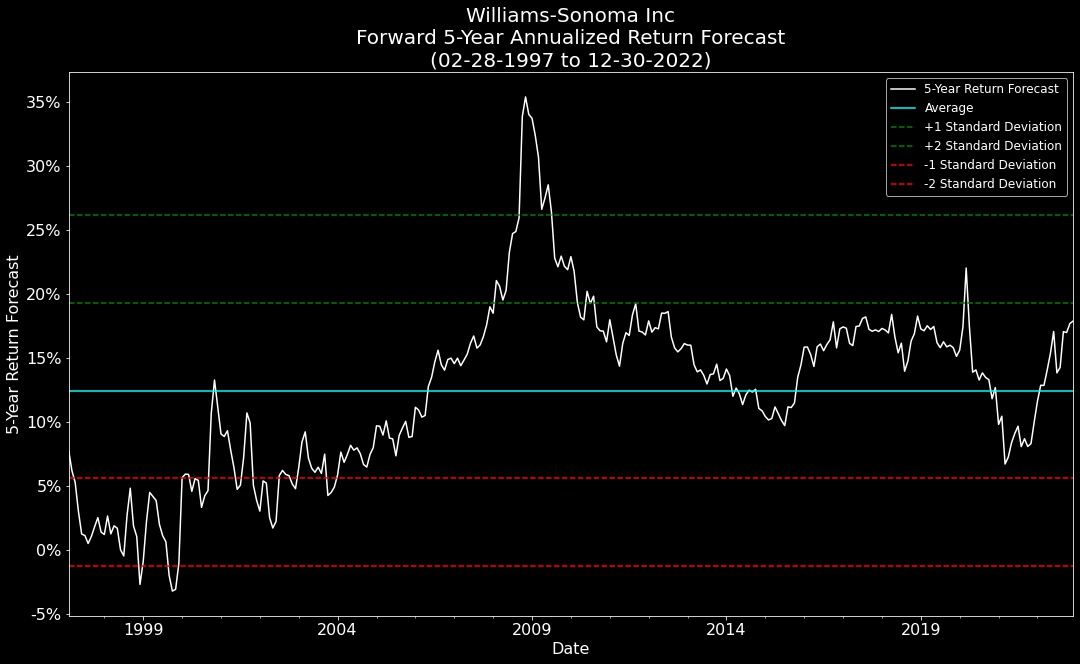 Williams-Sonoma Inc
Forward 5-Year Annualized Return Forecast
(02-28-1997 to 12-30-2022)
5-Year Return Forecast
Average
+1 Standard Deviation
+2 Standard Deviation
-1 Standard Deviation
-2 Standard Deviation
35%
30%
25%
20%
15%
10%
5%
0%
-5%
5-Year Return Forecast
1999
2004
2009
2014
2019
Date